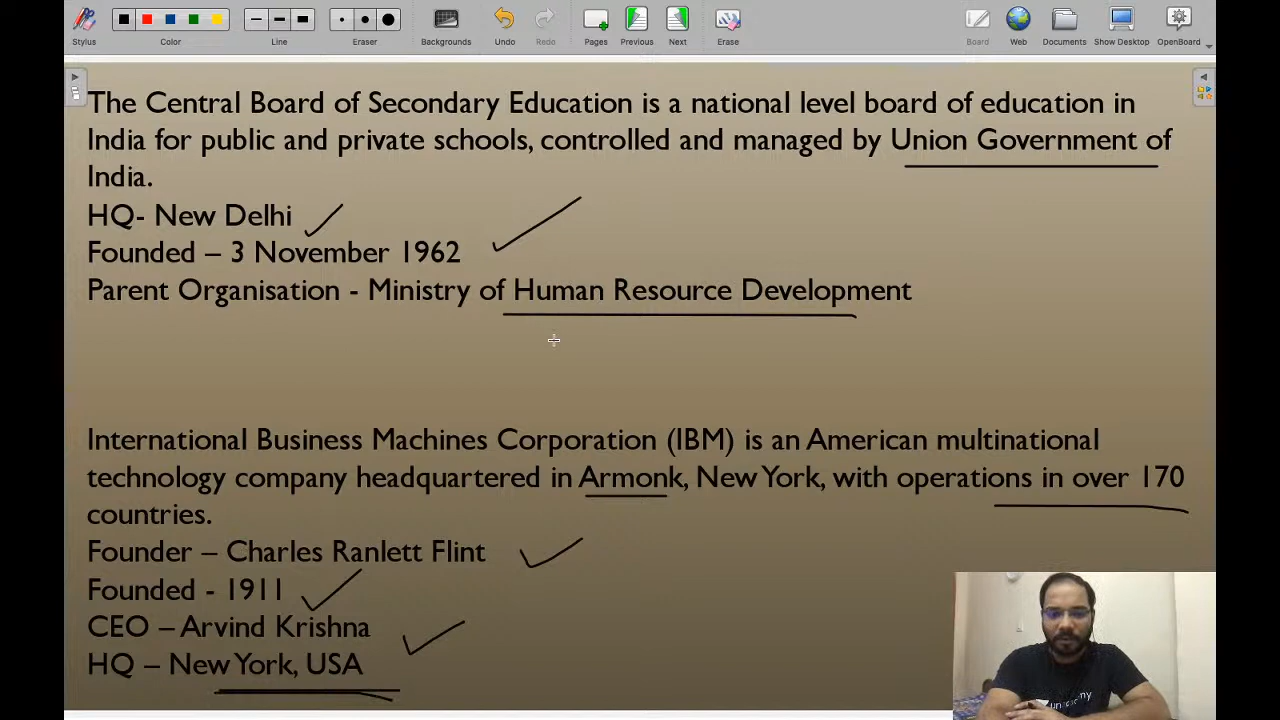 Stylus Color Line Eraser Backgrounds Undo Redo Pages Previous Next Erase Board Web Documents Show Desktop OpenBoard
The Central Board of Secondary Education is a national level board of education in
India for public and private schools, controlled and managed by Union Government of
India.
HQ- New Delhi
Founded – 3 November 1962
Parent Organisation - Ministry of Human Resource Development
International Business Machines Corporation (IBM) is an American multinational
technology company headquartered in Armonk, New York, with operations in over 170
countries.
Founder – Charles Ranlett Flint
Founded - 1911
CEO – Arvind Krishna
HQ – New York, USA